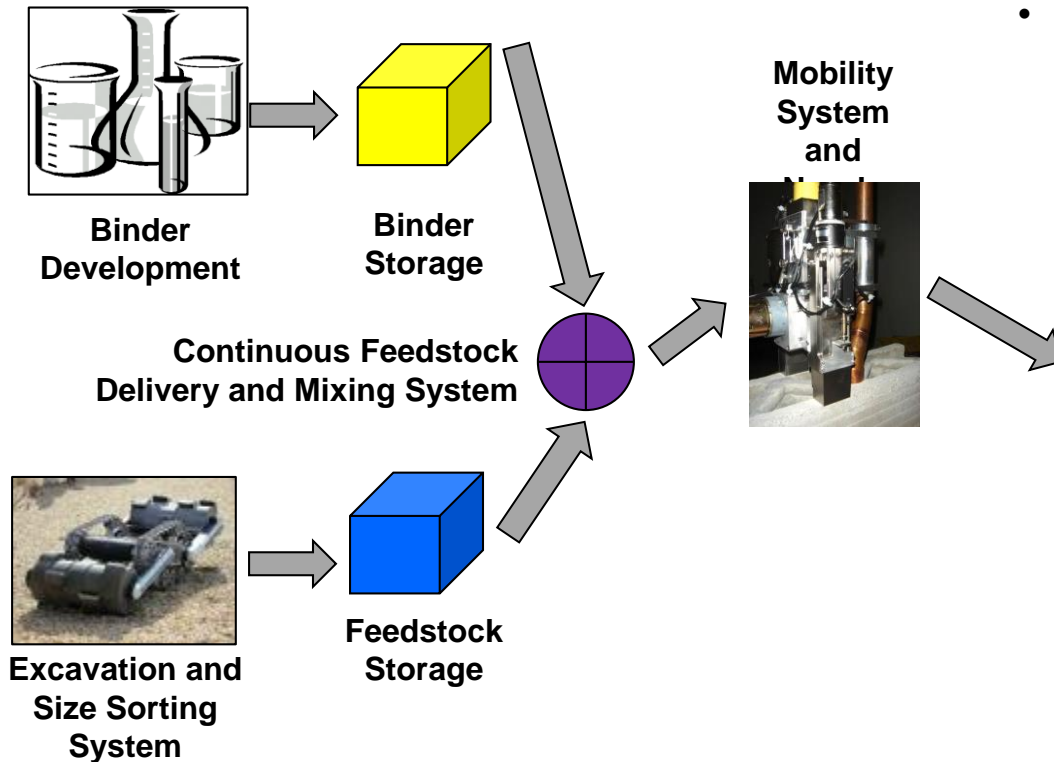 Mobility
System
and
Binder
Development
Binder
Storage
Continuous Feedstock
Delivery and Mixing System
Feedstock
Storage
Excavation and
Size Sorting
System